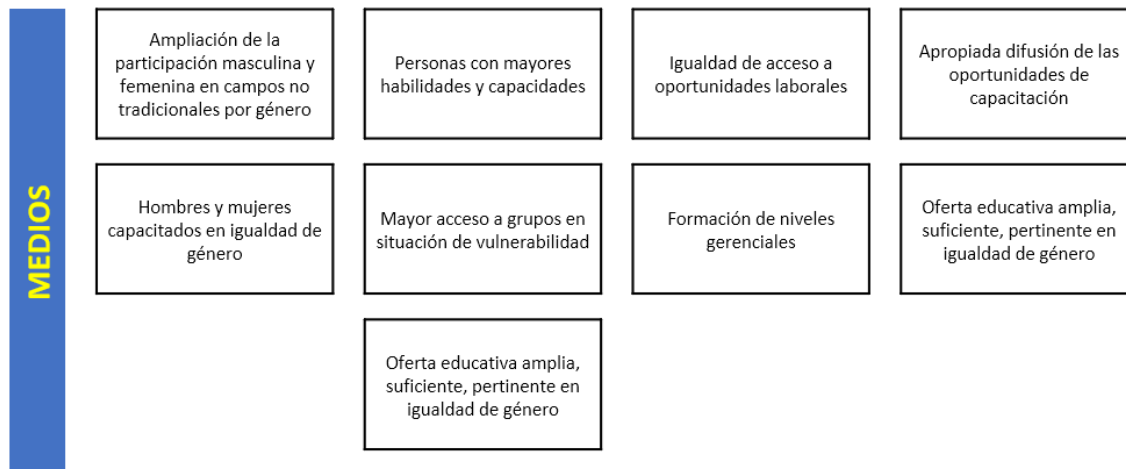 MEDIOS
Ampliación de la
participación masculina y
femenina en campos no
tradicionales por género
Personas con mayores
habilidades y capacidades
Igualdad de acceso a
oportunidades laborales
Apropiada difusión de las
oportunidades de
capacitación
Hombres y mujeres
capacitados en igualdad de
género
Mayor acceso a grupos en
situación de vulnerabilidad
Formación de niveles
gerenciales
Oferta educativa amplia,
suficiente, pertinente en
igualdad de género
Oferta educativa amplia,
suficiente, pertinente en
igualdad de género